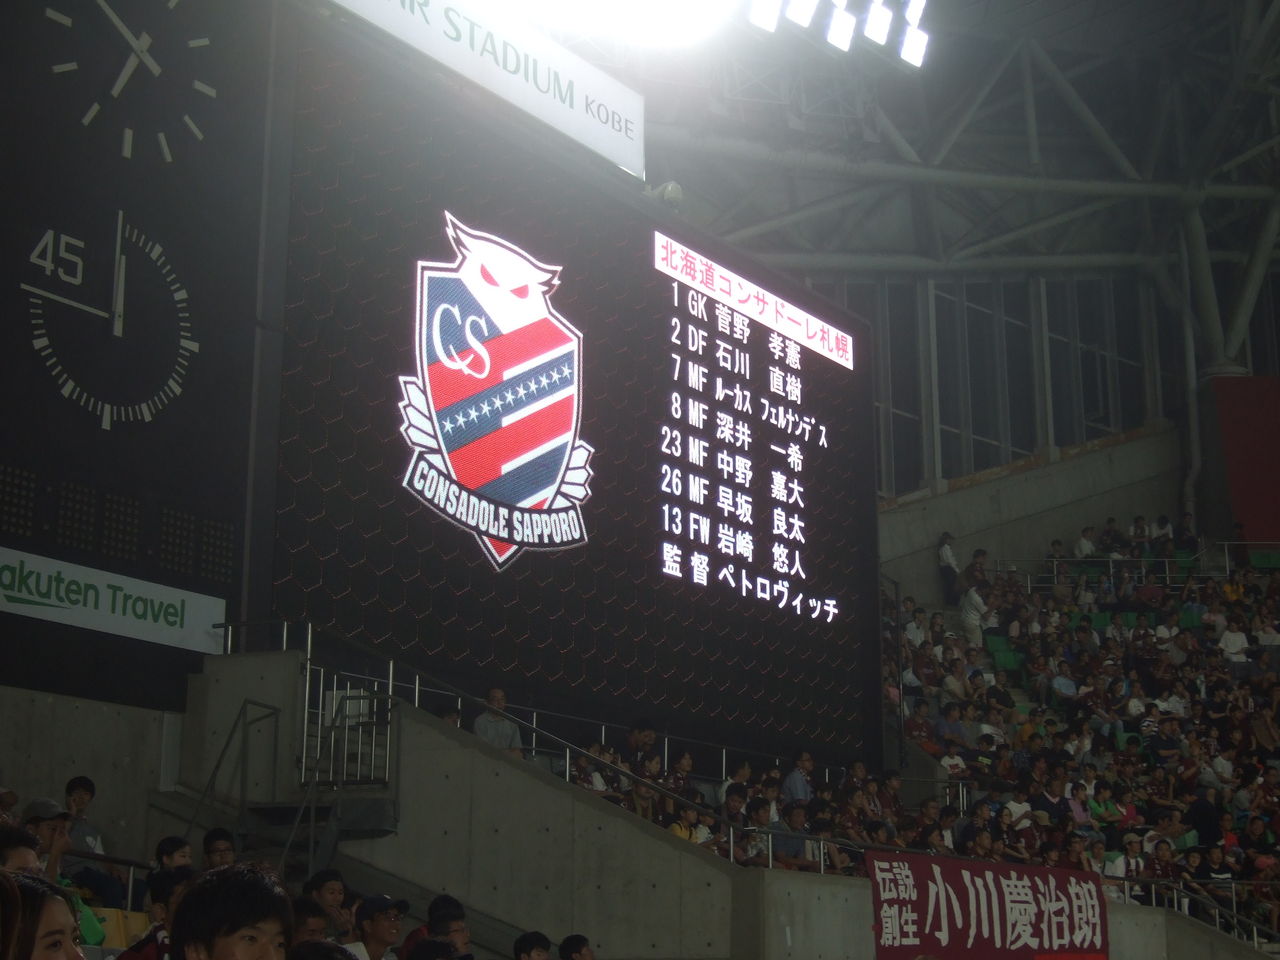 AR STADIUM KOBE
45
CS
CONSADOLE SAPPORO
北海道コンサドーレ札幌
1 GK 菅野 孝憲
2 DF 石川 直樹
7 MF ルーカス フェルナンデス
8 MF 深井 一希
23 MF 中野 嘉大
26 MF 早坂 良太
13 FW 岩崎 悠人
監督 ペトロヴィッチ
akuten Travel
伝説創生 小川慶治朗